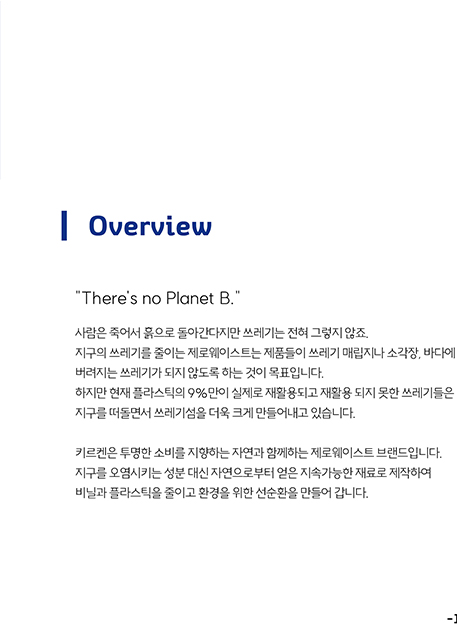 Overview
"There's no Planet B."
사람은 죽어서 흙으로 돌아간다지만 쓰레기는 전혀 그렇지 않죠.
지구의 쓰레기를 줄이는 제로웨이스트는 제품들이 쓰레기 매립지나 소각장, 바다에
버려지는 쓰레기가 되지 않도록 하는 것이 목표입니다.
하지만 현재 플라스틱의 9%만이 실제로 재활용되고 재활용 되지 못한 쓰레기들은
지구를 떠돌면서 쓰레기섬을 더욱 크게 만들어내고 있습니다.
키르켄은 투명한 소비를 지향하는 자연과 함께하는 제로웨이스트 브랜드입니다.
지구를 오염시키는 성분 대신 자연으로부터 얻은 지속가능한 재료로 제작하여
비닐과 플라스틱을 줄이고 환경을 위한 선순환을 만들어 갑니다.